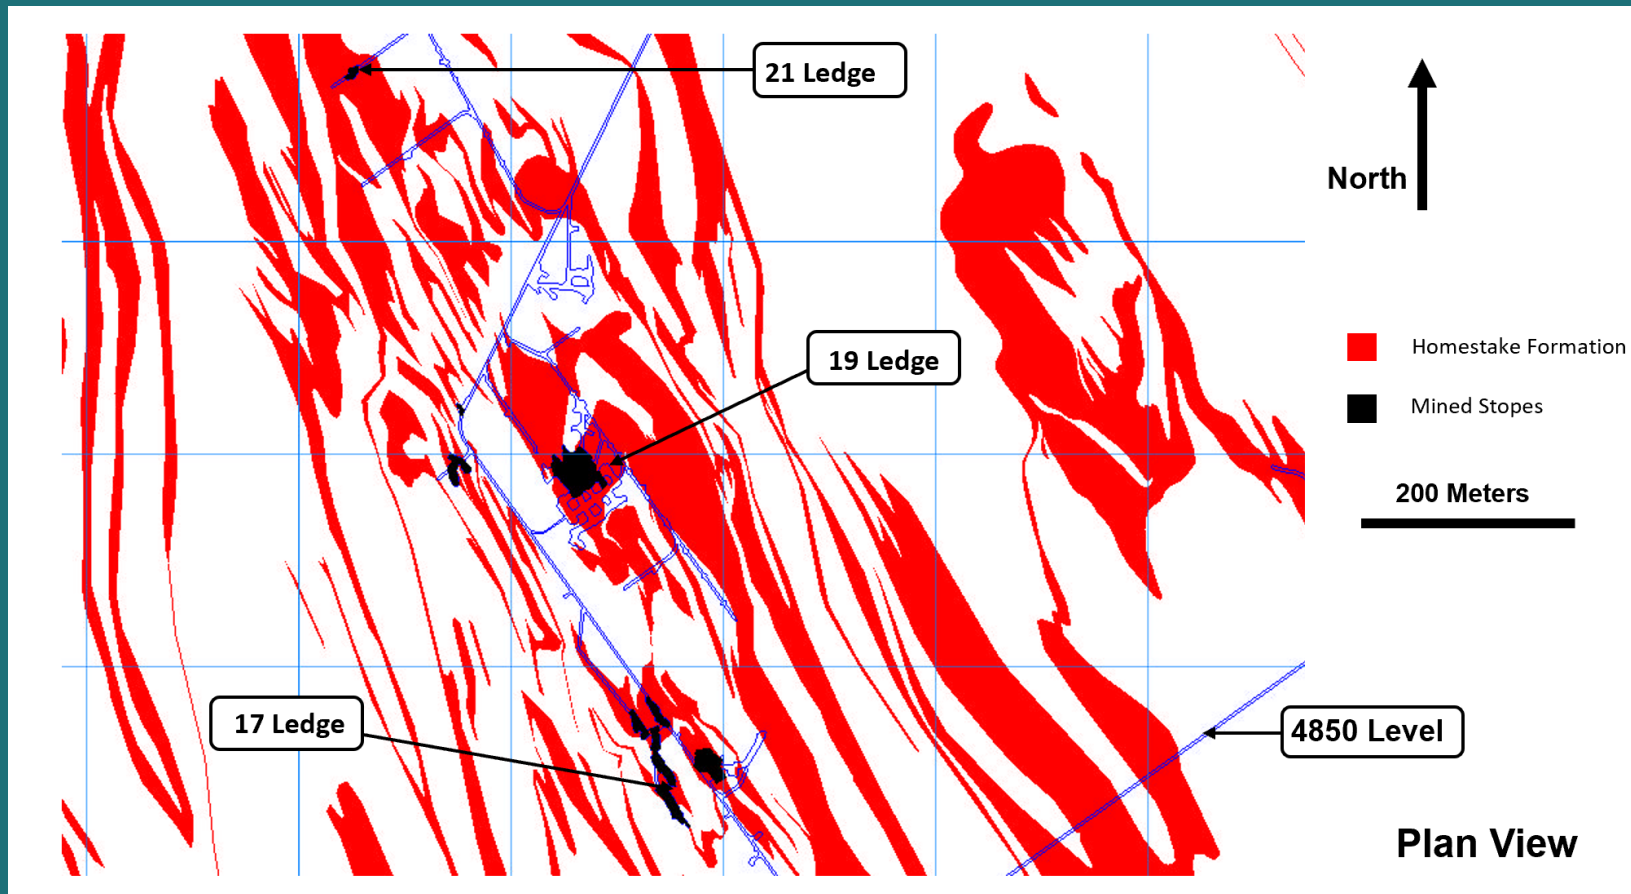 21 Ledge
North
19 Ledge
Homestake Formation
Mined Stopes
200 Meters
17 Ledge
4850 Level
Plan View